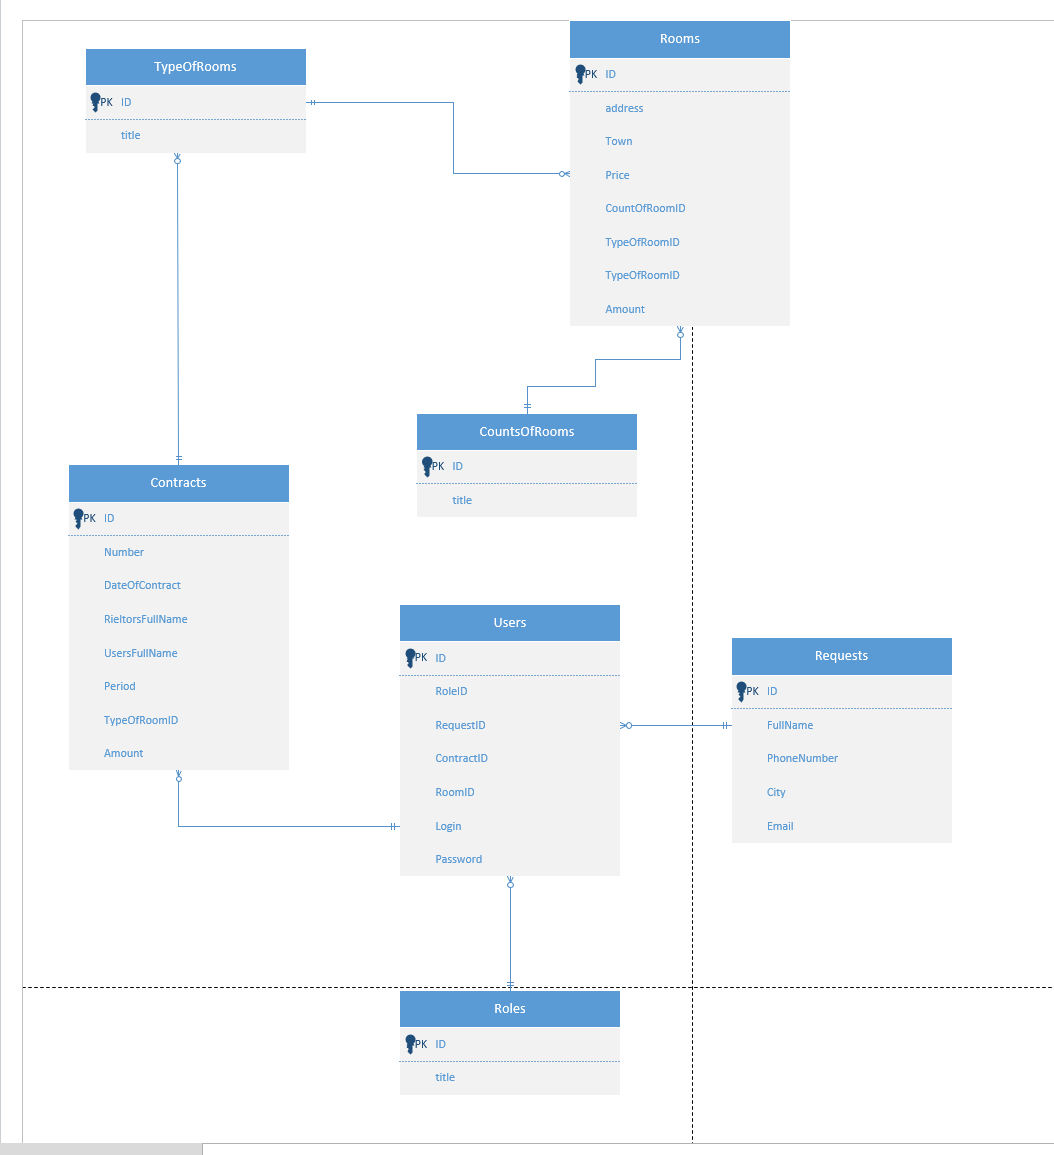 TypeOfRooms
PK ID
title
Rooms
PK ID
address
Town
Price
CountOfRoomID
TypeOfRoomID
TypeOfRoomID
Amount
CountsOfRooms
PK ID
title
Contracts
PK ID
Number
DateOfContract
RieltorsFullName
UsersFullName
Period
TypeOfRoomID
Amount
Users
PK ID
RoleID
RequestID
ContractID
RoomID
Login
Password
Requests
PK ID
FullName
PhoneNumber
City
Email
Roles
PK ID
title